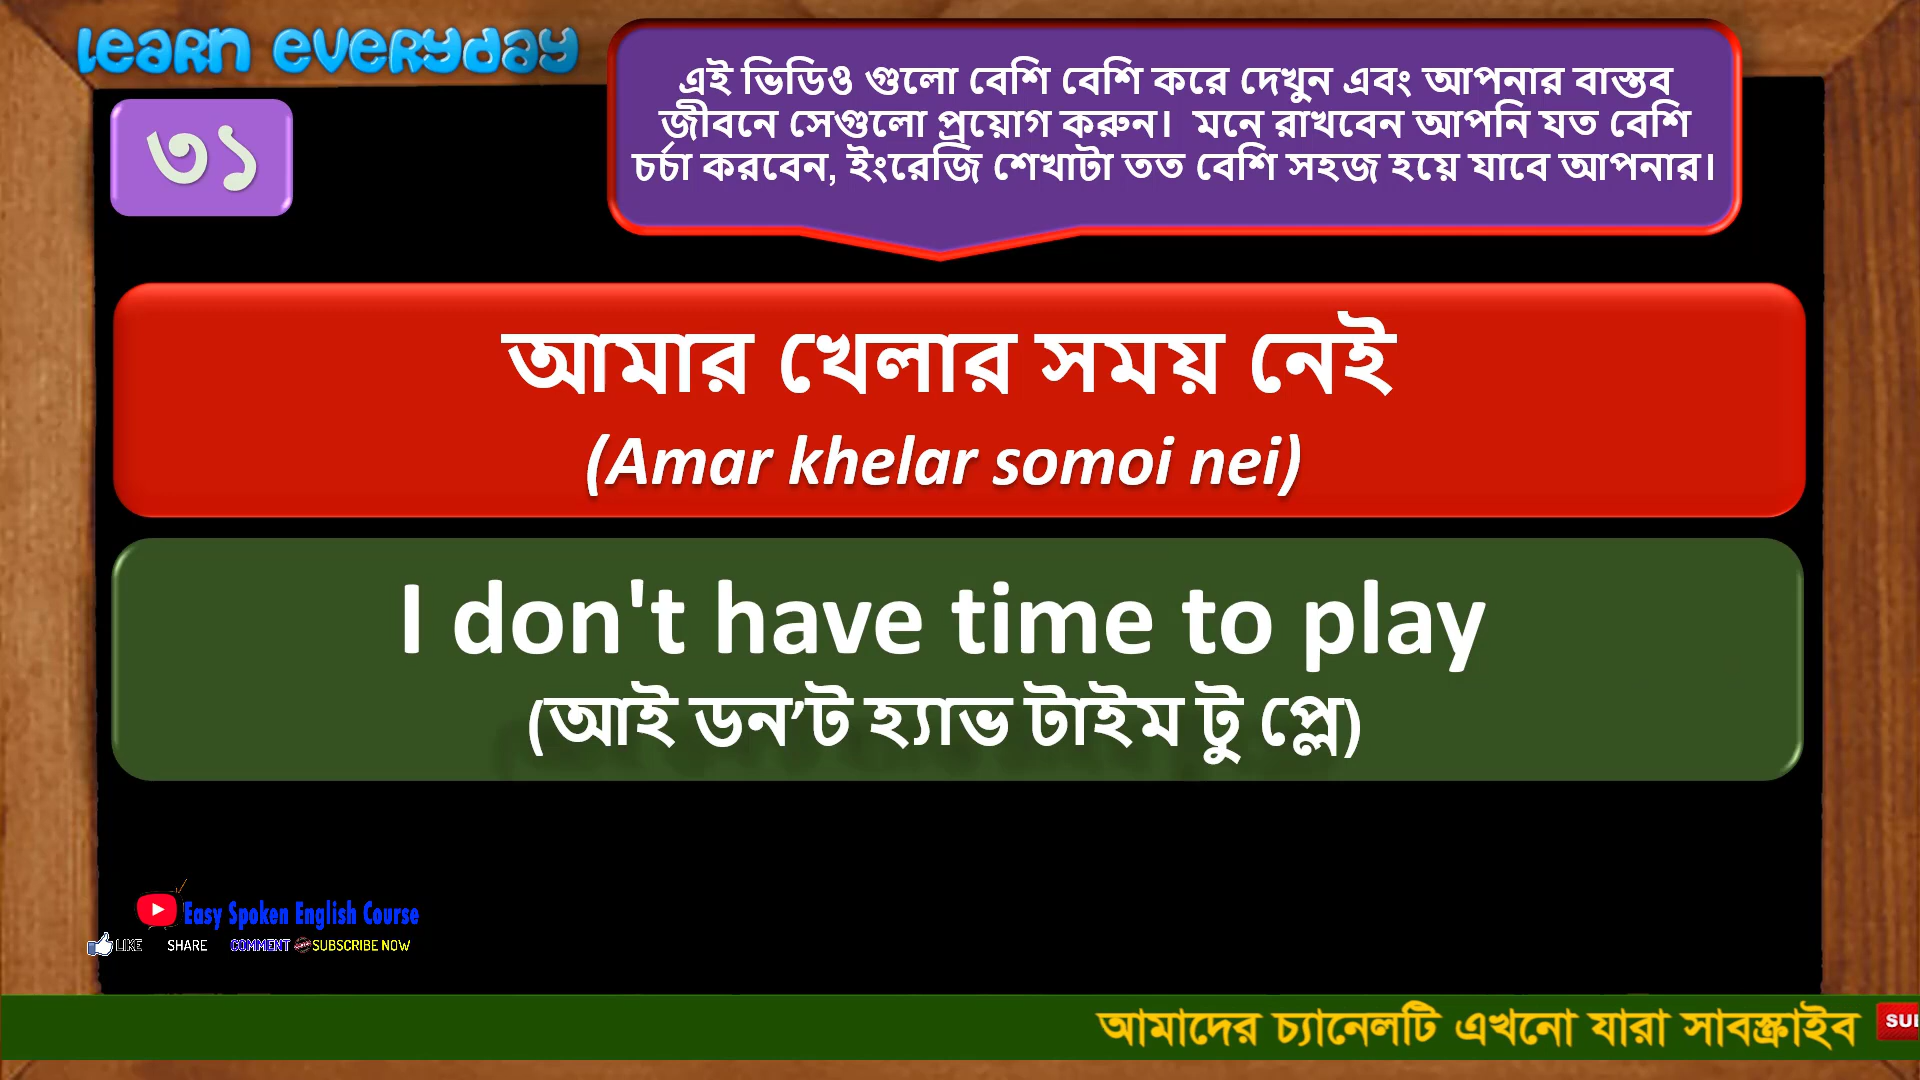 Learn Everyday
এই ভিডিও গুলো বেশি বেশি করে দেখুন এবং আপনার বাস্তব
জীবনে সেগুলো প্রয়োগ করুন। মনে রাখবেন আপনি যত বেশি
চর্চা করবেন, ইংরেজি শেখাটা তত বেশি সহজ হয়ে যাবে আপনার।
৩১
আমার খেলার সময় নেই
(Amar khelar somoi nei)
I don't have time to play
(আই ডন’ট হ্যাভ টাইম টু প্লে)
Easy Spoken English Course
LIKE SHARE COMMENT SUBSCRIBE NOW
আমাদের চ্যানেলটি এখনো যারা সাবস্ক্রাইব